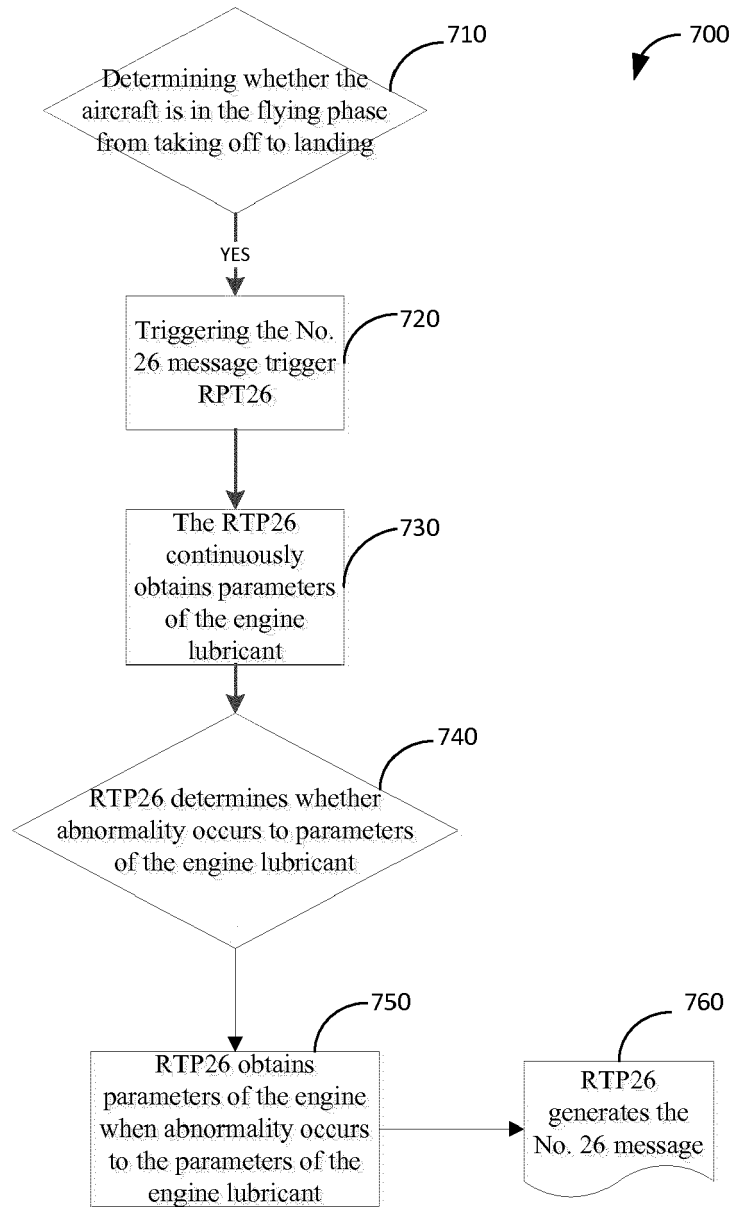 710
700
Determining whether the
aircraft is in the flying phase
from taking off to landing
YES
720
Triggering the No.
26 message trigger
RPT26
730
The RTP26
continuously
obtains parameters
of the engine
lubricant
740
RTP26 determines whether
abnormality occurs to parameters
of the engine lubricant
750
RTP26 obtains
parameters of the engine
when abnormality occurs
to the parameters of the
engine lubricant
760
RTP26
generates the
No. 26 message